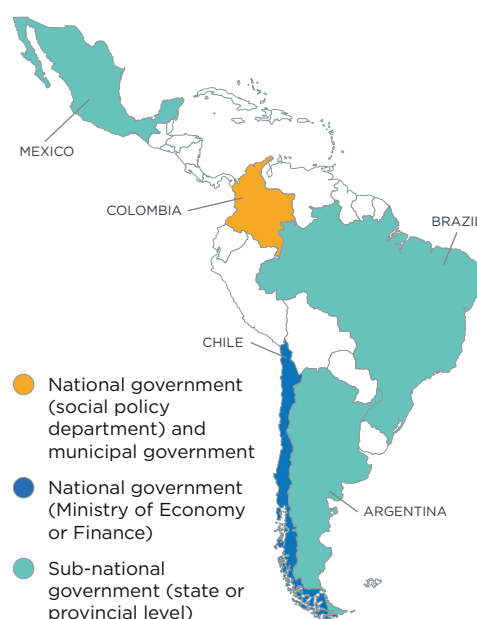 MEXICO
COLOMBIA
BRAZIL
CHILE
National government
(social policy
department) and
municipal government
National government
(Ministry of Economy
or Finance)
ARGENTINA
Sub-national
government (state or
provincial level)